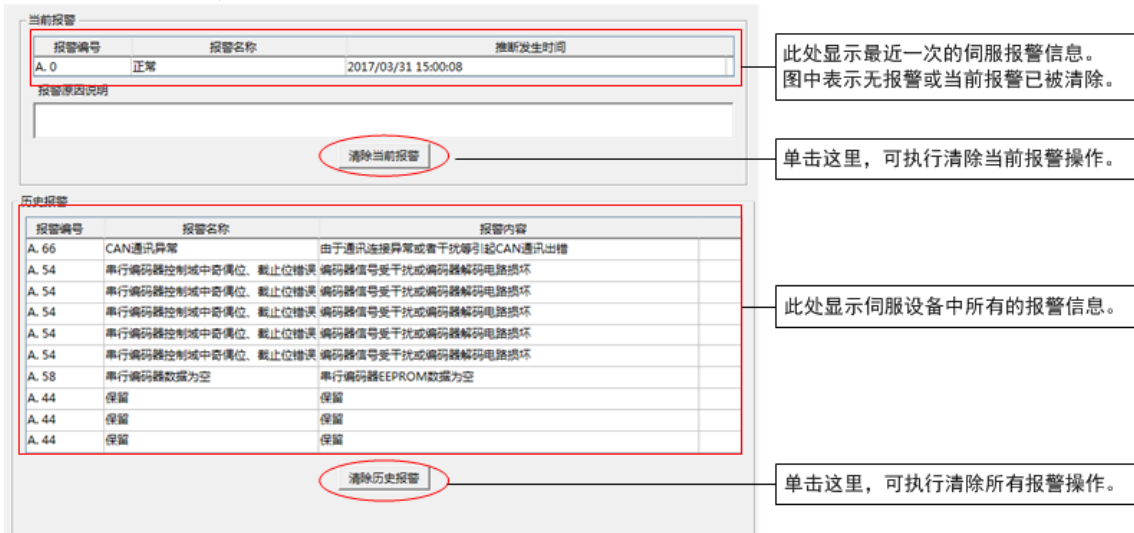 当前报警
报警编号 报警名称 推断发生时间
A. 0 正常 2017/03/31 15:00:08
报警原因说明
清除当前报警
此处显示最近一次的伺服报警信息。
图中表示无报警或当前报警已被清除。
单击这里，可执行清除当前报警操作。
历史报警
报警编号 报警名称 报警内容
A. 66 CAN通讯异常 由于通讯连接异常或者干扰等引起CAN通讯出错
A. 54 串行编码器控制域中奇偶位、截止位错误 编码器信号受干扰或编码器解码电路损坏
A. 54 串行编码器控制域中奇偶位、截止位错误 编码器信号受干扰或编码器解码电路损坏
A. 54 串行编码器控制域中奇偶位、截止位错误 编码器信号受干扰或编码器解码电路损坏
A. 54 串行编码器控制域中奇偶位、截止位错误 编码器信号受干扰或编码器解码电路损坏
A. 54 串行编码器控制域中奇偶位、截止位错误 编码器信号受干扰或编码器解码电路损坏
A. 58 串行编码器数据为空 串行编码器EEPROM数据为空
A. 44 保留 保留
A. 44 保留 保留
A. 44 保留 保留
清除历史报警
此处显示伺服设备中所有的报警信息。
单击这里，可执行清除所有报警操作。